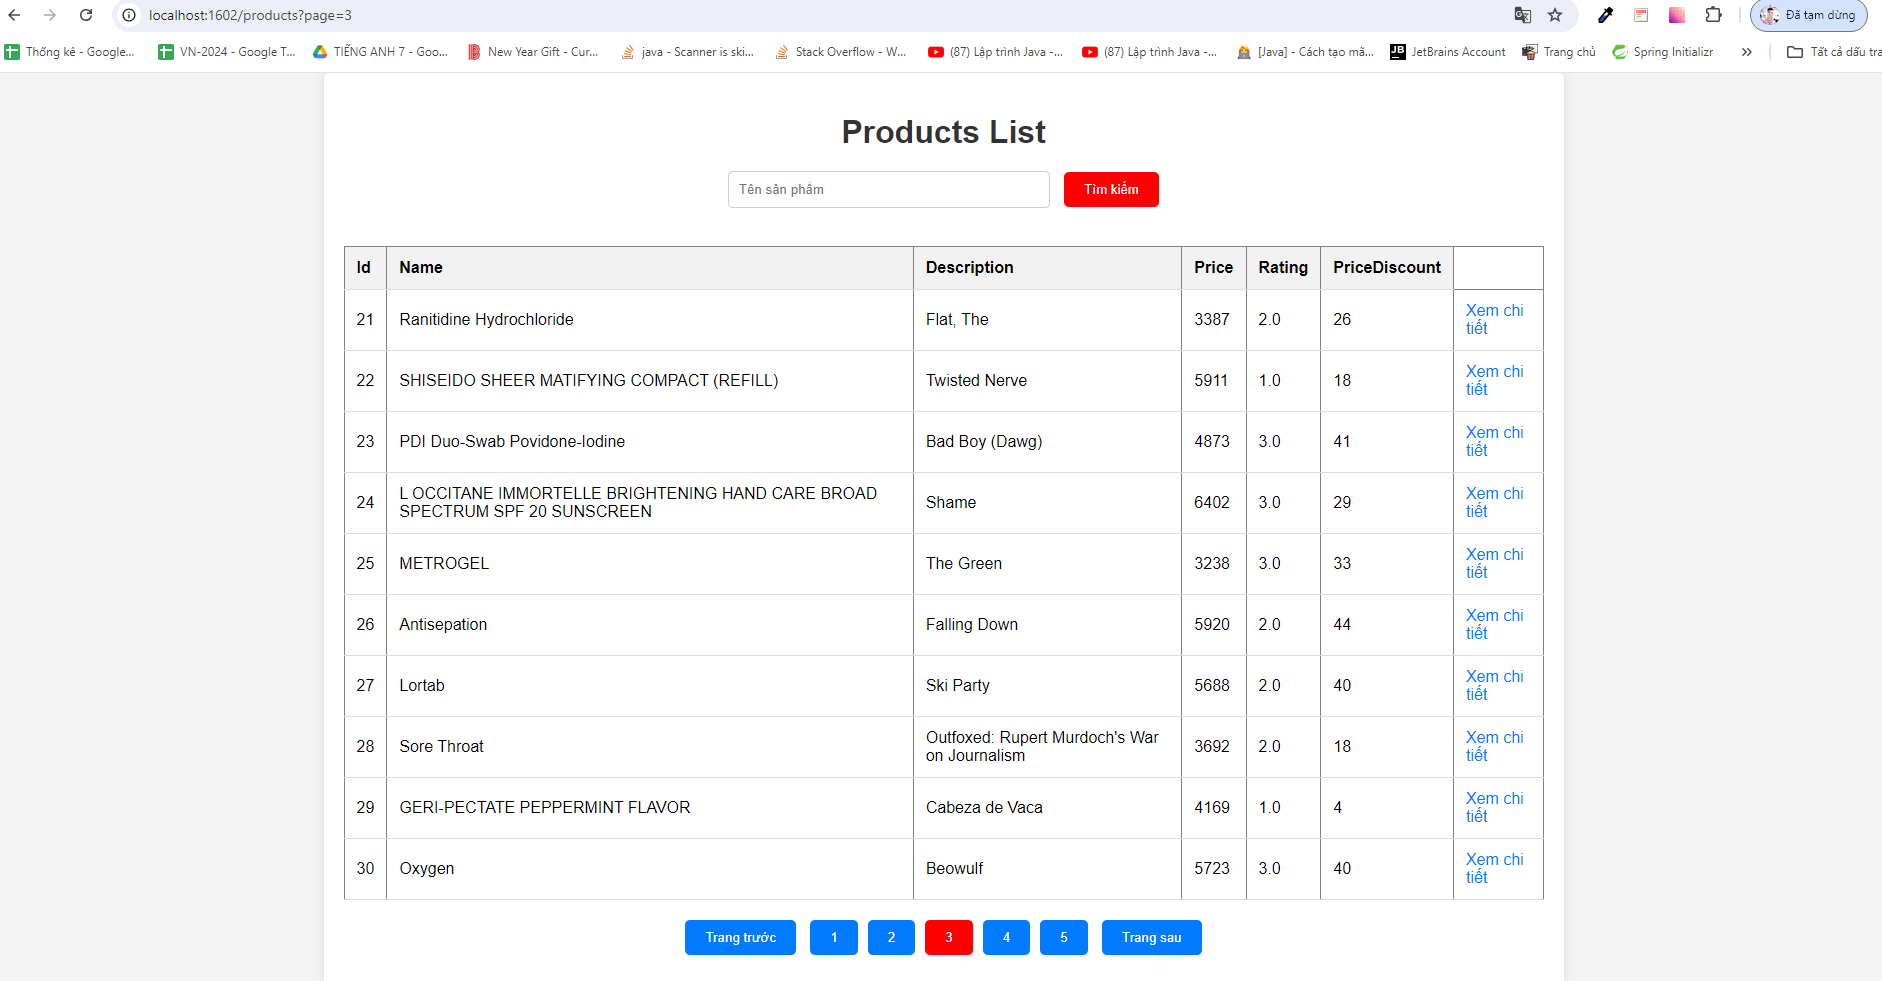 localhost:1602/products?page=3
Đã tạm dừng
Thống kê - Google...
VN-2024 - Google T...
TIẾNG ANH 7 - Goo...
New Year Gift - Cur...
java - Scanner is ski...
Stack Overflow - W...
(87) Lập trình Java -...
(87) Lập trình Java -...
[Java] - Cách tạo mã...
JetBrains Account
Trang chủ
Spring Initializr
»
Tất cả dấu tra
Products List
Tên sản phẩm
Tìm kiếm
Id Name Description Price Rating PriceDiscount
21 Ranitidine Hydrochloride Flat, The 3387 2.0 26 Xem chi
tiết
22 SHISEIDO SHEER MATIFYING COMPACT (REFILL) Twisted Nerve 5911 1.0 18 Xem chi
tiết
23 PDI Duo-Swab Povidone-Iodine Bad Boy (Dawg) 4873 3.0 41 Xem chi
tiết
24 L OCCITANE IMMORTELLE BRIGHTENING HAND CARE BROAD
SPECTRUM SPF 20 SUNSCREEN Shame 6402 3.0 29 Xem chi
tiết
25 METROGEL The Green 3238 3.0 33 Xem chi
tiết
26 Antisepation Falling Down 5920 2.0 44 Xem chi
tiết
27 Lortab Ski Party 5688 2.0 40 Xem chi
tiết
28 Sore Throat Outfoxed: Rupert Murdoch's War
on Journalism 3692 2.0 18 Xem chi
tiết
29 GERI-PECTATE PEPPERMINT FLAVOR Cabeza de Vaca 4169 1.0 4 Xem chi
tiết
30 Oxygen Beowulf 5723 3.0 40 Xem chi
tiết
Trang trước 1 2 3 4 5 Trang sau